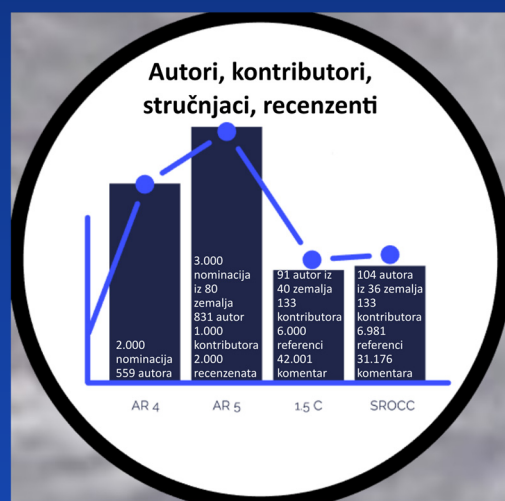 Autori, kontributori,
stručnjaci, recenzenti
2.000
nominacija
559 autora
3.000
nominacija
iz 80
zemalja
831 autor
1.000
kontributora
2.000
recenzenata
91 autor iz
40 zemalja
133
kontributora
6.000
referenci
42.001
komentar
104 autora
iz 36 zemalja
133
kontributora
6.981
referenci
31.176
komentara
AR 4
AR 5
1.5 C
SROCC